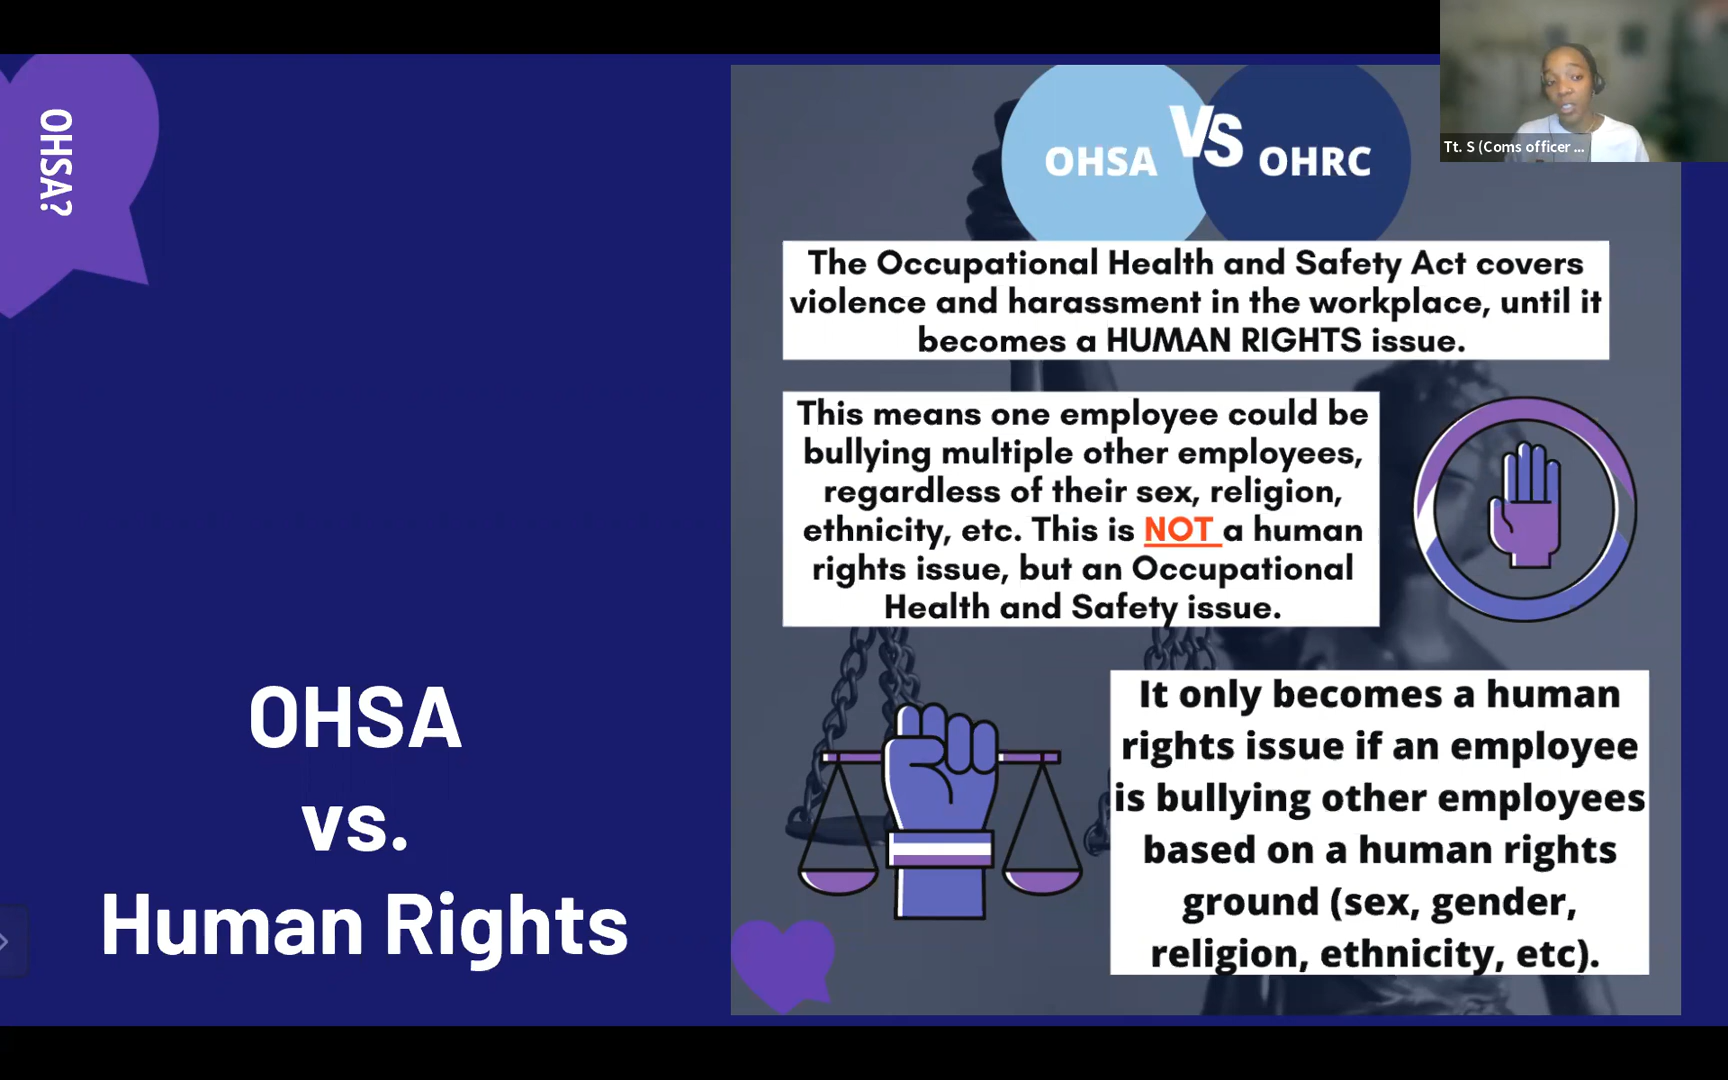 OHSA?
OHSA
vs.
Human Rights
OHSA VS OHRC
The Occupational Health and Safety Act covers
violence and harassment in the workplace, until it
becomes a HUMAN RIGHTS issue.
This means one employee could be
bullying multiple other employees,
regardless of their sex, religion,
ethnicity, etc. This is NOT a human
rights issue, but an Occupational
Health and Safety issue.
It only becomes a human
rights issue if an employee
is bullying other employees
based on a human rights
ground (sex, gender,
religion, ethnicity, etc).
Tt. S (Coms officer ...